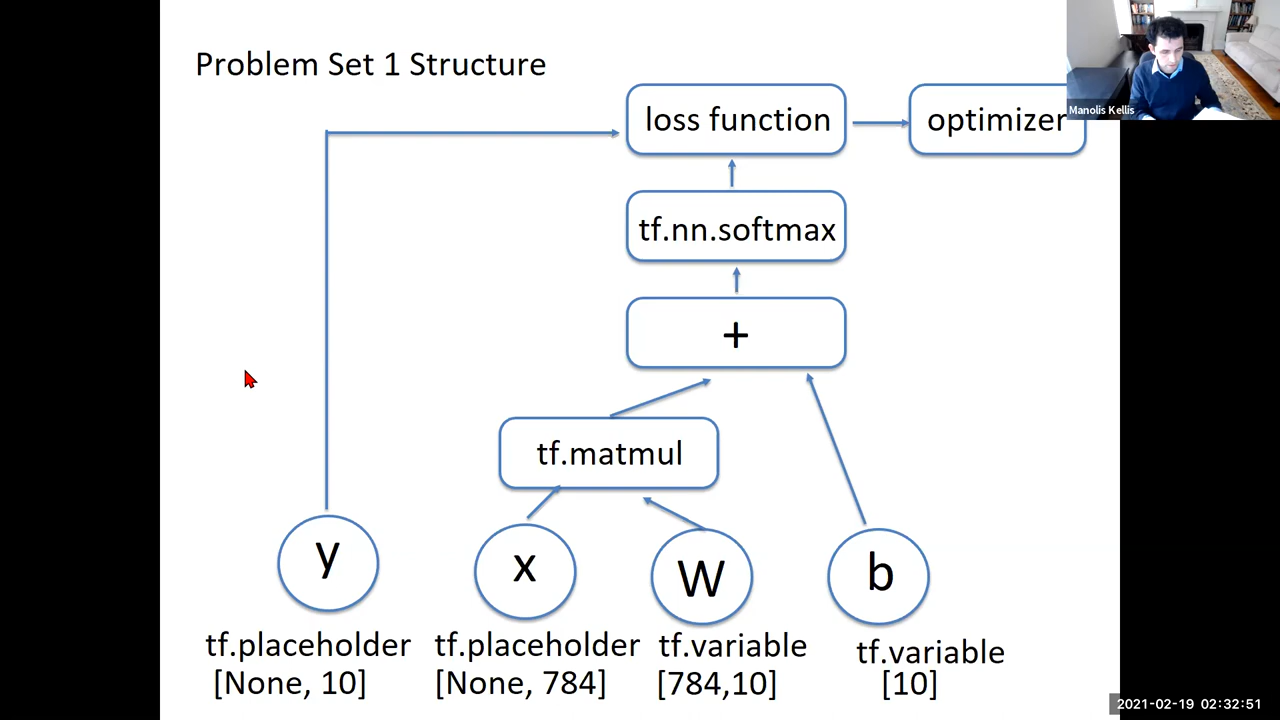 Problem Set 1 Structure
Manolis Kellis
loss function
optimizer
tf.nn.softmax
+
tf.matmul
y
x
W
b
tf.placeholder
[None, 10]
tf.placeholder
[None, 784]
tf.variable
[784,10]
tf.variable
[10]
2021-02-19 02:32:51